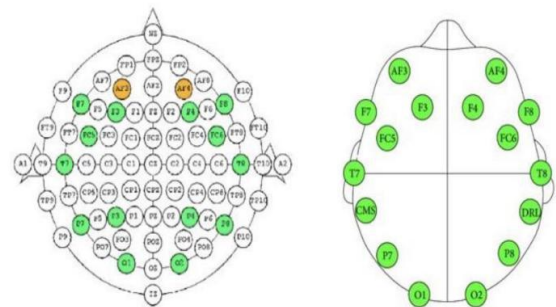 NZ
FP1 FPZ FP2
AF7 AF3 AFZ AF4 AF8
F9 F7 F5 F3 F1 FZ F2 F4 F6 F8 F10
FT9 FT7 FC5 FC3 FC1 FCZ FC2 FC4 FC6 FT8 FT10
A1 T9 T7 C5 C3 C1 CZ C2 C4 C6 T8 T10 A2
TP9 TP7 CP5 CP3 CP1 CPZ CP2 CP4 CP6 TP8 TP10
P9 P7 P5 P3 P1 PZ P2 P4 P6 P8 P10
PO7 PO3 POZ PO4 PO8
O1 OZ O2
IZ
AF3 AF4
F7 F3 F4 F8
FC5 FC6
T7 T8
CMS DRL
P7 P8
O1 O2